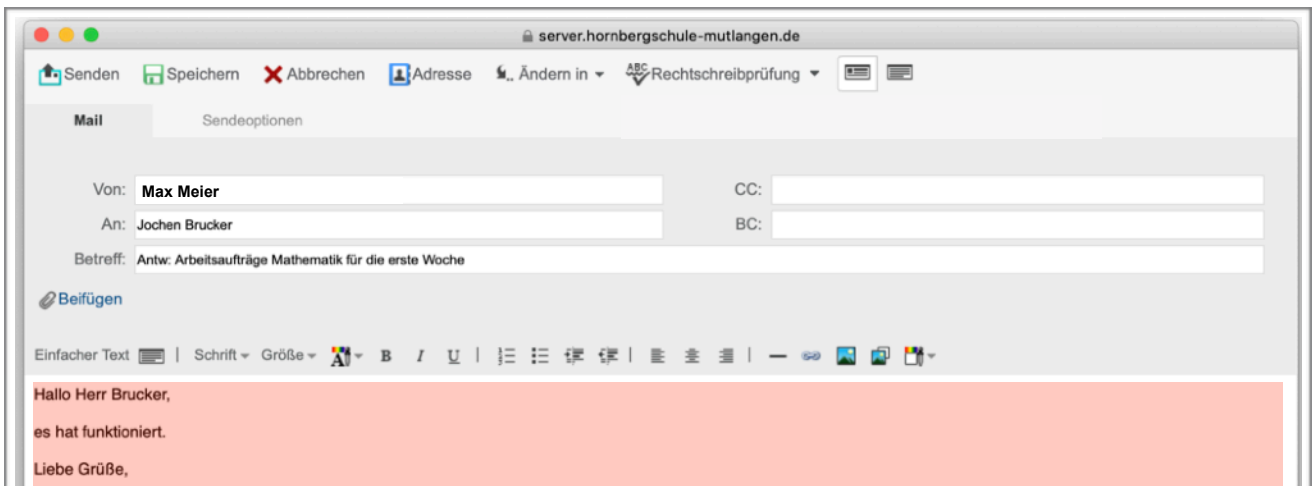 server.hornbergschule-mutlangen.de
Senden Speichern Abbrechen Adresse Ändern in ABC Rechtschreibprüfung
Mail Sendeoptionen
Von: Max Meier CC:
An: Jochen Brucker BC:
Betreff: Antw: Arbeitsaufträge Mathematik für die erste Woche
Beifügen
Einfacher Text | Schrift Größe A B I U | |
Hallo Herr Brucker,
es hat funktioniert.
Liebe Grüße,